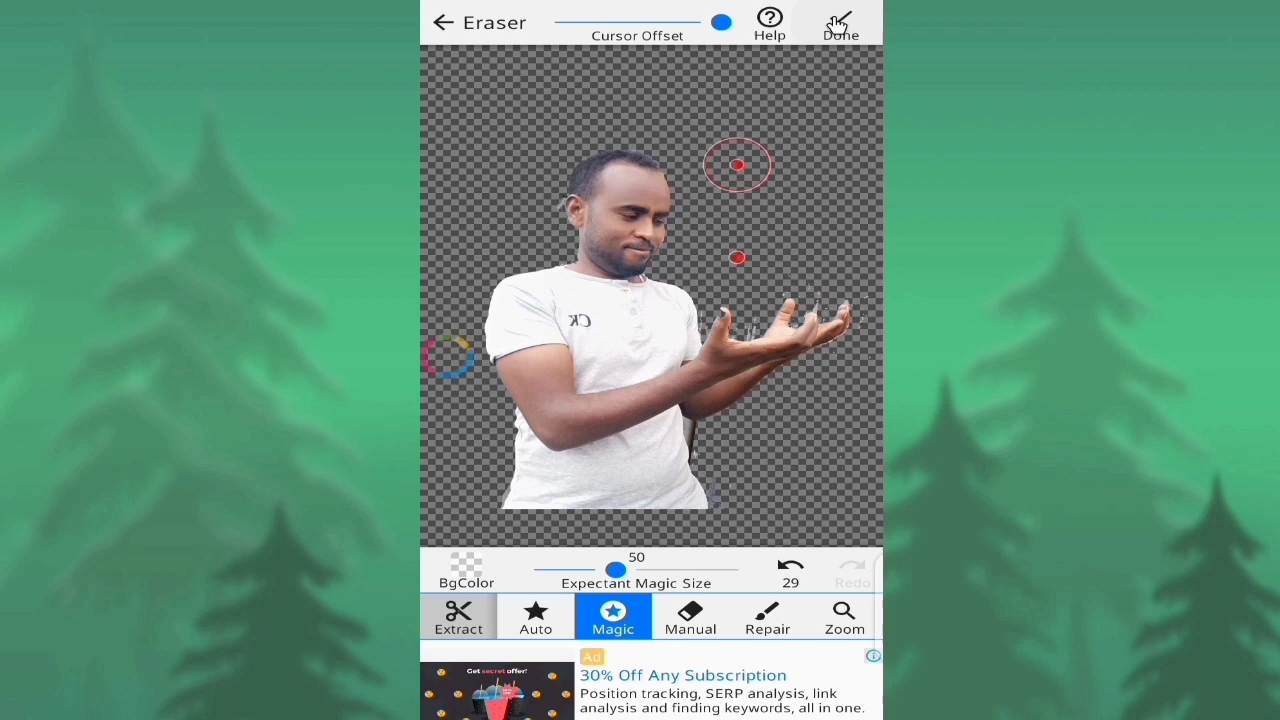 Eraser
Cursor Offset
Help
Done
CK
50
BgColor
Expectant Magic Size
29
Redo
Extract
Auto
Magic
Manual
Repair
Zoom
Ad
Get secret offer!
30% Off Any Subscription
Position tracking, SERP analysis, link
analysis and finding keywords, all in one.